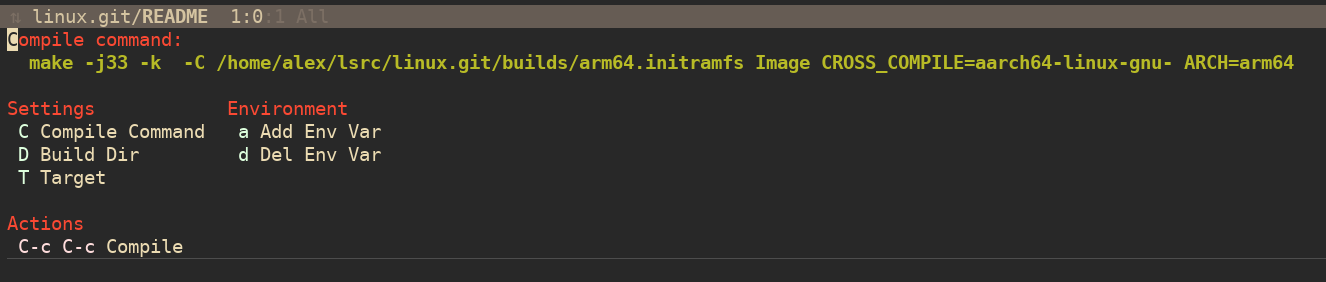 ⇅ linux.git/README 1:0:1 All
Compile command:
make -j33 -k -C /home/alex/lsrc/linux.git/builds/arm64.initramfs Image CROSS_COMPILE=aarch64-linux-gnu- ARCH=arm64
Settings Environment
C Compile Command a Add Env Var
D Build Dir d Del Env Var
T Target
Actions
C-c C-c Compile